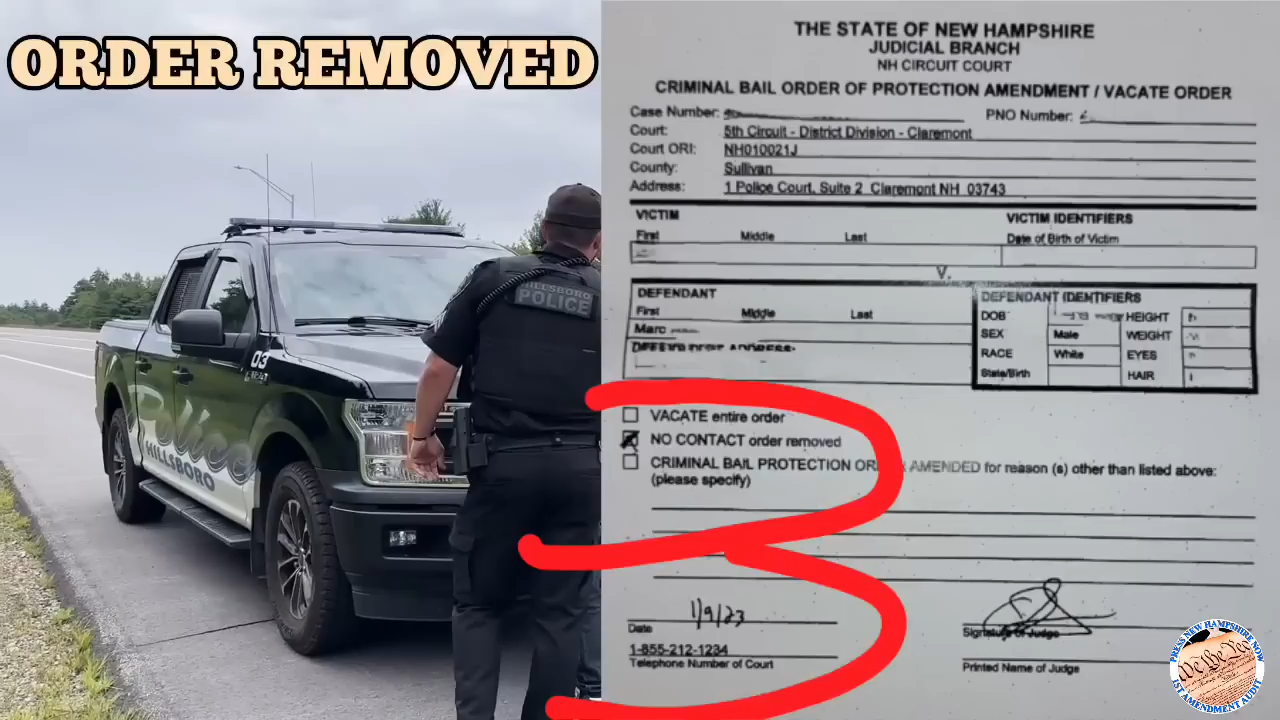 ORDER REMOVED
HILLSBORO
POLICE
03
Police
HILLSBORO
THE STATE OF NEW HAMPSHIRE
JUDICIAL BRANCH
NH CIRCUIT COURT
CRIMINAL BAIL ORDER OF PROTECTION AMENDMENT / VACATE ORDER
Case Number: PNO Number:
Court: 5th Circuit - District Division - Claremont
Court ORI: NH010021J
County: Sullivan
Address: 1 Police Court, Suite 2 Claremont NH 03743
VICTIM VICTIM IDENTIFIERS
First Middle Last Date of Birth of Victim
V.
DEFENDANT DEFENDANT IDENTIFIERS
First Middle Last DOB HEIGHT
Marc SEX Male WEIGHT
DEFENDENT ADDRESS: RACE White EYES
State/Birth HAIR
VACATE entire order
NO CONTACT order removed
CRIMINAL BAIL PROTECTION AMENDED for reason (s) other than listed above:
(please specify)
1/9/23
Date Signature of Judge
1-855-212-1234
Telephone Number of Court Printed Name of Judge
PRESS NEW HAMPSHIRE NOW
We the People
1ST AMENDMENT AUDIT